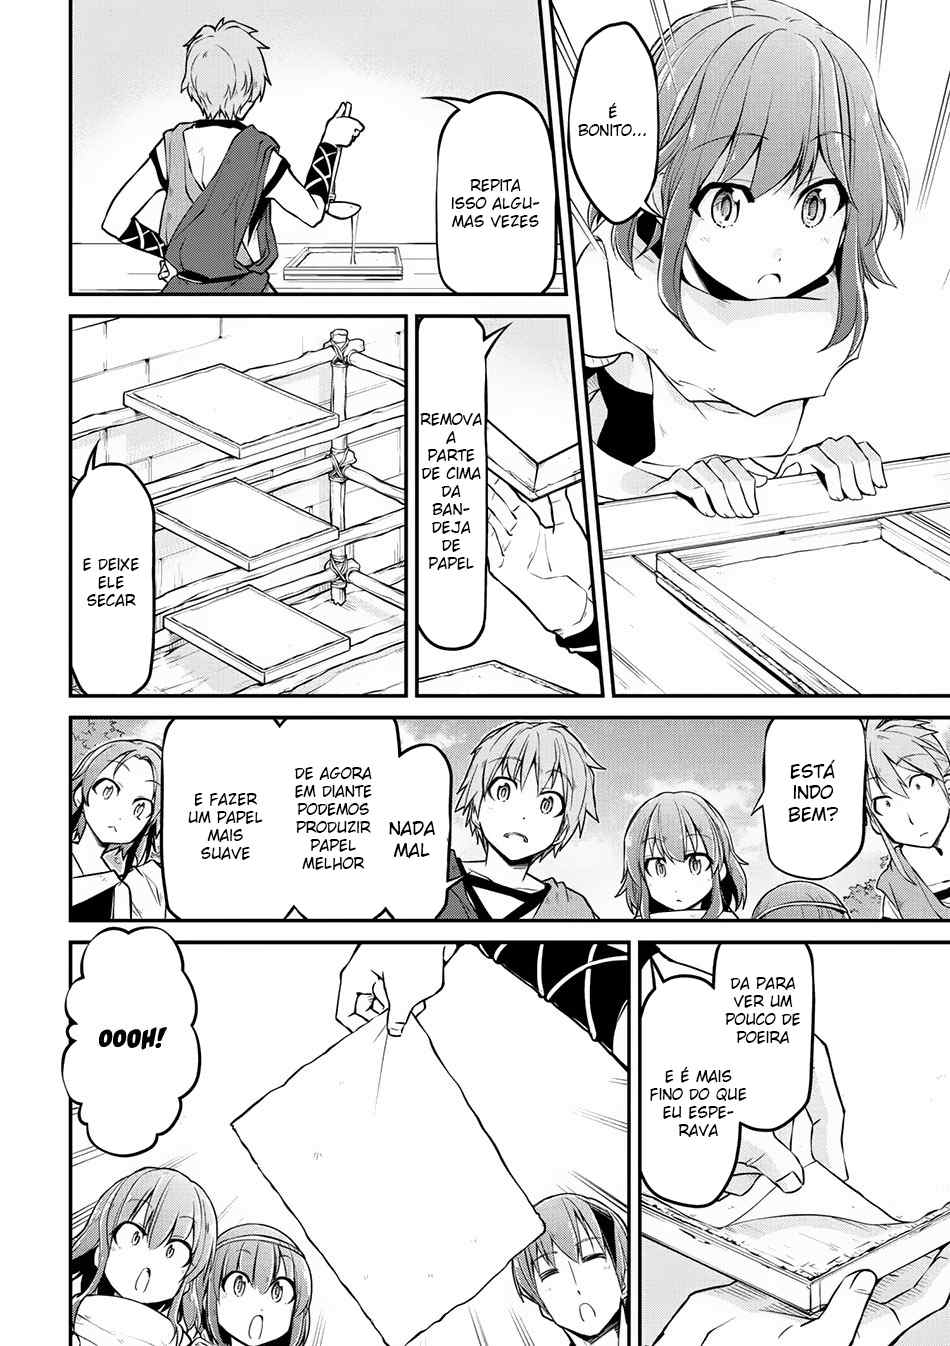 É
BONITO...
REPITA
ISSO ALGU-
MAS VEZES
REMOVA
A
PARTE
DE CIMA
DA
BAN-
DEJA
DE
PAPEL
E DEIXE
ELE
SECAR
ESTÁ
INDO
BEM?
NADA
MAL
DE AGORA
EM DIANTE
PODEMOS
PRODUZIR
PAPEL
MELHOR
E FAZER
UM PAPEL
MAIS
SUAVE
DA PARA
VER UM
POUCO DE
POEIRA
E É MAIS
FINO DO QUE
EU ESPE-
RAVA
OOOH!